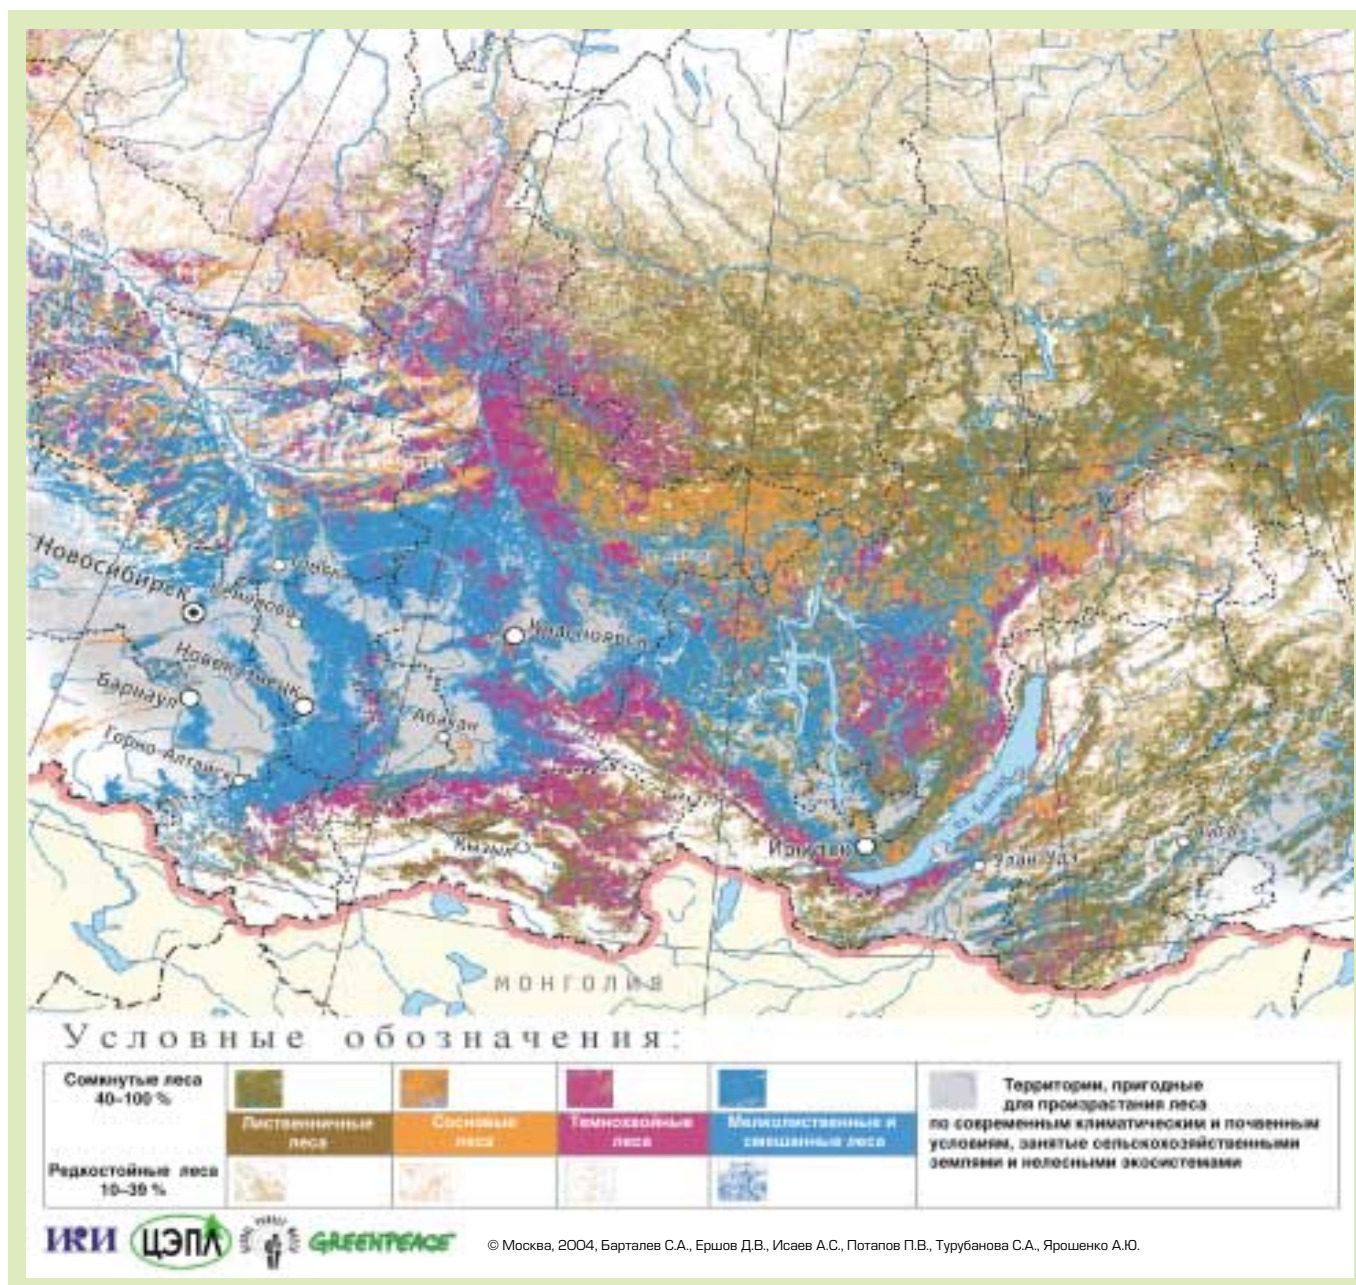 Новосибирск
Томск
Кемерово
Красноярск
Новокузнецк
Барнаул
Абакан
Горно-Алтайск
Кызыл
Иркутск
оз. Байкал
Улан-Удэ
Чита
МОНГОЛИЯ
Условные обозначения:
Сомкнутые леса
40–100 %
Лиственничные
леса
Сосновые
леса
Темнохвойные
леса
Мелколиственные и
смешанные леса
Редкостойные леса
10–39 %
Территории, пригодные
для произрастания леса
по современным климатическим и почвенным
условиям, занятые сельскохозяйственными
землями и нелесными экосистемами
ИКИ ЦЭПЛ GREENPEACE
© Москва, 2004, Барталев С.А., Ершов Д.В., Исаев А.С., Потапов П.В., Турубанова С.А., Ярошенко А.Ю.